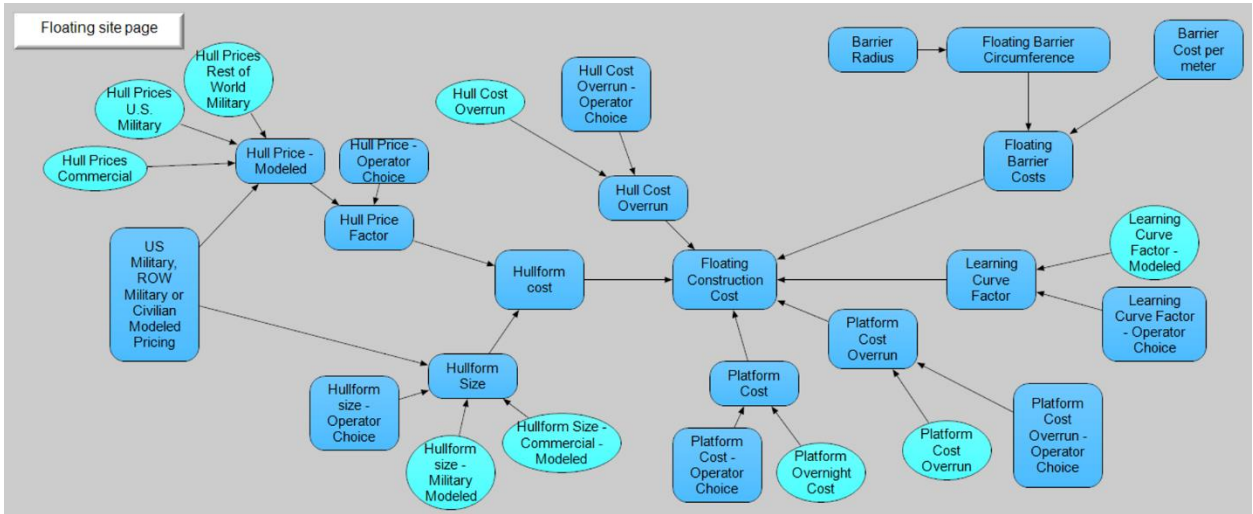 Floating site page
Hull Prices
Rest of
World
Military
Hull Prices
U.S.
Military
Hull Prices
Commercial
Hull Price -
Modeled
Hull Price -
Operator
Choice
Hull Price
Factor
US
Military,
ROW
Military or
Civilian
Modeled
Pricing
Hullform
cost
Hullform
Size
Hullform
size -
Operator
Choice
Hullform
size -
Military
Modeled
Hullform Size -
Commercial -
Modeled
Hull Cost
Overrun
Hull Cost
Overrun -
Operator
Choice
Hull Cost
Overrun
Floating
Construction
Cost
Barrier
Radius
Floating Barrier
Circumference
Barrier
Cost per
meter
Floating
Barrier
Costs
Learning
Curve
Factor
Learning
Curve
Factor -
Modeled
Learning
Curve Factor
- Operator
Choice
Platform
Cost
Overrun
Platform
Cost
Platform
Cost -
Operator
Choice
Platform
Overnight
Cost
Platform
Cost
Overrun
Platform
Cost
Overrun -
Operator
Choice